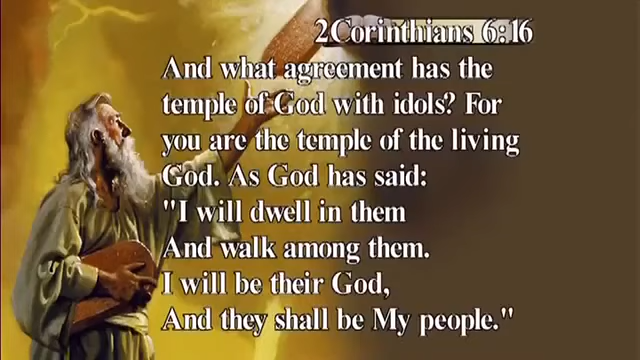 2Corinthians 6:16
And what agreement has the
temple of God with idols? For
you are the temple of the living
God. As God has said:
"I will dwell in them
And walk among them.
I will be their God,
And they shall be My people."